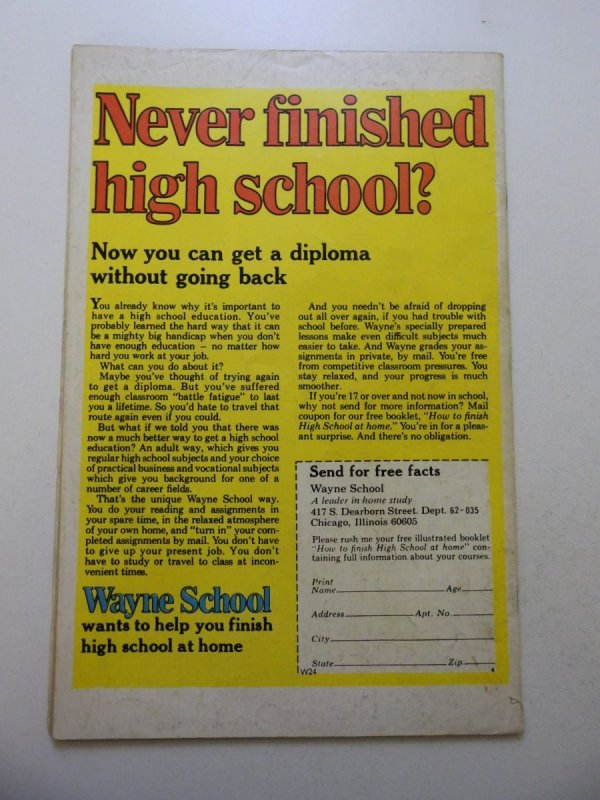 Never finished
high school?
Now you can get a diploma
without going back
You already know why it's important to
have a high school education. You've
probably learned the hard way that it can
be a mighty big handicap when you don't
have enough education – no matter how
hard you work at your job.
What can you do about it?
Maybe you've thought of trying again
to get a diploma. But you've suffered
enough classroom "battle fatigue" to last
you a lifetime. So you'd hate to travel that
route again even if you could.
But what if we told you that there was
now a much better way to get a high school
education? An adult way, which gives you
regular high school subjects and your choice
of practical business and vocational subjects
which give you background for one of a
number of career fields.
That's the unique Wayne School way.
You do your reading and assignments in
your spare time, in the relaxed atmosphere
of your own home, and "turn in" your com-
pleted assignments by mail. You don't have
to give up your present job. You don't
have to study or travel to class at incon-
venient times.
Wayne School
wants to help you finish
high school at home
And you needn't be afraid of dropping
out all over again, if you had trouble with
school before. Wayne's specially prepared
lessons make even difficult subjects much
easier to take. And Wayne grades your as-
signments in private, by mail. You're free
from competitive classroom pressures. You
stay relaxed, and your progress is much
smoother.
If you're 17 or over and not now in school,
why not send for more information? Mail
coupon for our free booklet, "How to finish
High School at home." You're in for a pleas-
ant surprise. And there's no obligation.
Send for free facts
Wayne School
A leader in home study
417 S. Dearborn Street. Dept. 62-035
Chicago, Illinois 60605
Please rush me your free illustrated booklet
"How to finish High School at home" con-
taining full information about your courses.
Print
Name Age
Address Apt. No.
City
State Zip
W24 4